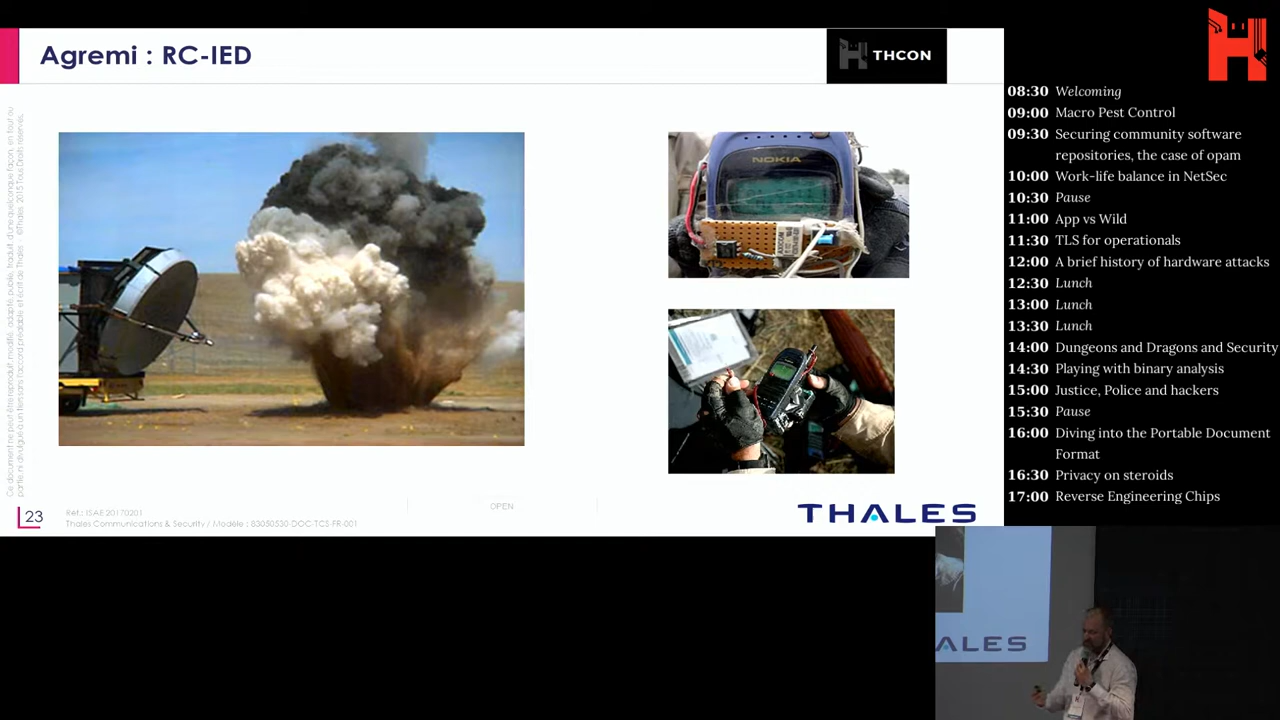 Agremi : RC-IED
THCON
NOKIA
23
Réf.: ISAE 20170201
Thales Communications & Security / Modèle : 83050530-DOC-TCS-FR-001
OPEN
THALES
08:30 Welcoming
09:00 Macro Pest Control
09:30 Securing community software
repositories, the case of opam
10:00 Work-life balance in NetSec
10:30 Pause
11:00 App vs Wild
11:30 TLS for operationals
12:00 A brief history of hardware attacks
12:30 Lunch
13:00 Lunch
13:30 Lunch
14:00 Dungeons and Dragons and Security
14:30 Playing with binary analysis
15:00 Justice, Police and hackers
15:30 Pause
16:00 Diving into the Portable Document
Format
16:30 Privacy on steroids
17:00 Reverse Engineering Chips
ALES